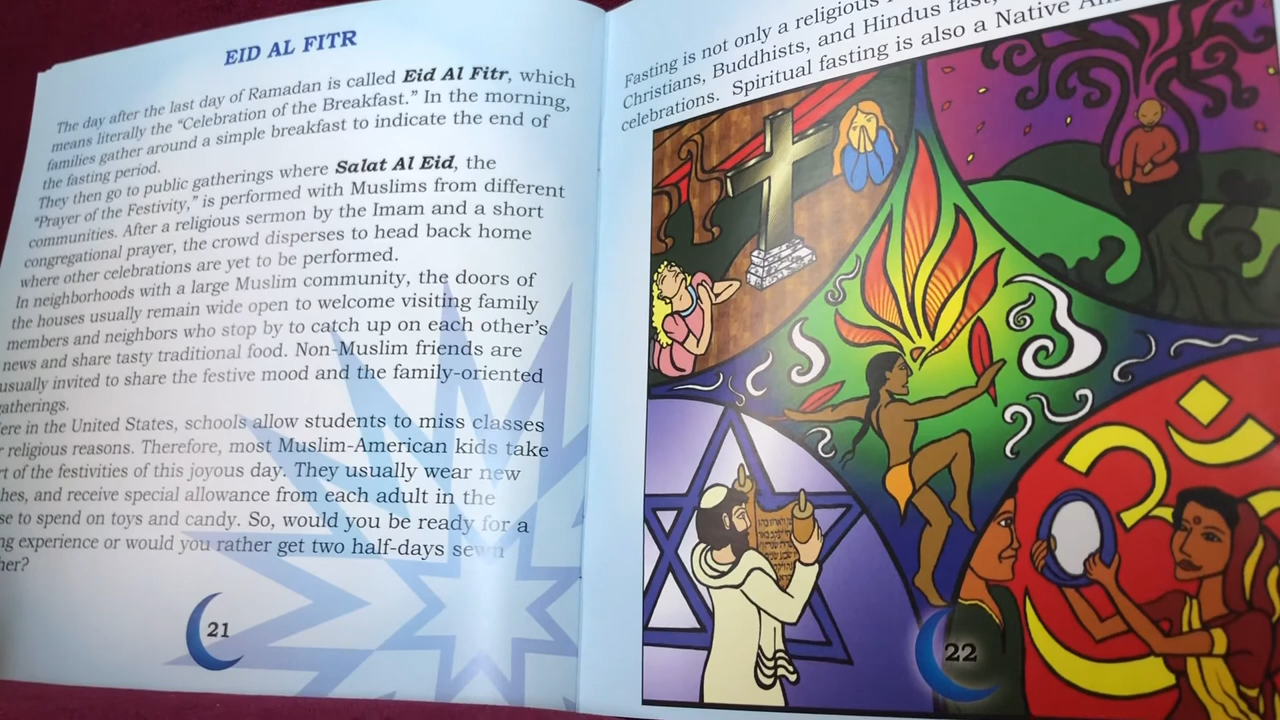 EID AL FITR
The day after the last day of Ramadan is called Eid Al Fitr, which
means literally the “Celebration of the Breakfast.” In the morning,
families gather around a simple breakfast to indicate the end of
the fasting period.
They then go to public gatherings where Salat Al Eid, the
“Prayer of the Festivity,” is performed with Muslims from different
communities. After a religious sermon by the Imam and a short
congregational prayer, the crowd disperses to head back home
where other celebrations are yet to be performed.
In neighborhoods with a large Muslim community, the doors of
the houses usually remain wide open to welcome visiting family
members and neighbors who stop by to catch up on each other's
news and share tasty traditional food. Non-Muslim friends are
usually invited to share the festive mood and the family-oriented
gatherings.
in the United States, schools allow students to miss classes
religious reasons. Therefore, most Muslim-American kids take
of the festivities of this joyous day. They usually wear new
and receive special allowance from each adult in the
to spend on toys and candy. So, would you be ready for a
experience or would you rather get two half-days sewn
21
Fasting is not only a religious
Christians, Buddhists, and Hindus fast,
celebrations. Spiritual fasting is also a Native
ॐ
22